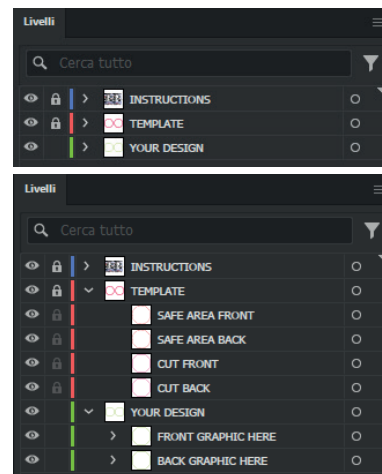 Livelli
Cerca tutto
INSTRUCTIONS
TEMPLATE
YOUR DESIGN
Livelli
Cerca tutto
INSTRUCTIONS
TEMPLATE
SAFE AREA FRONT
SAFE AREA BACK
CUT FRONT
CUT BACK
YOUR DESIGN
FRONT GRAPHIC HERE
BACK GRAPHIC HERE